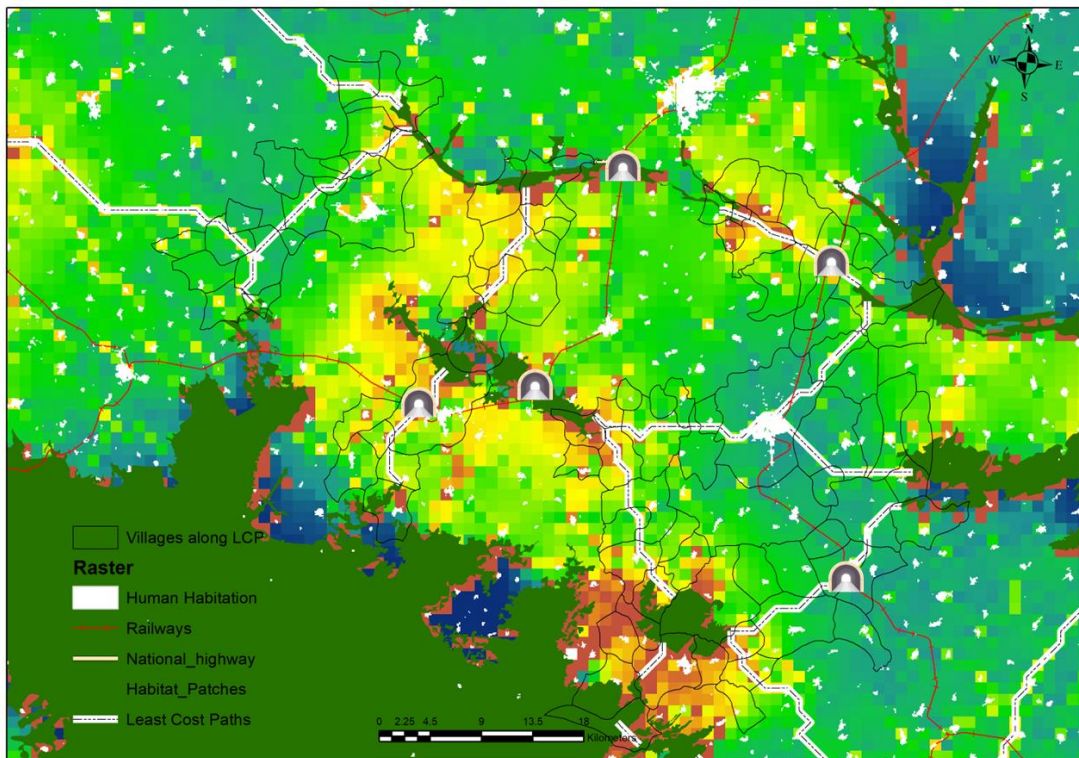 N
W E
S
Villages along LCP
Raster
Human Habitation
Railways
National_highway
Habitat_Patches
Least Cost Paths
0 2.25 4.5 9 13.5 18
Kilometers